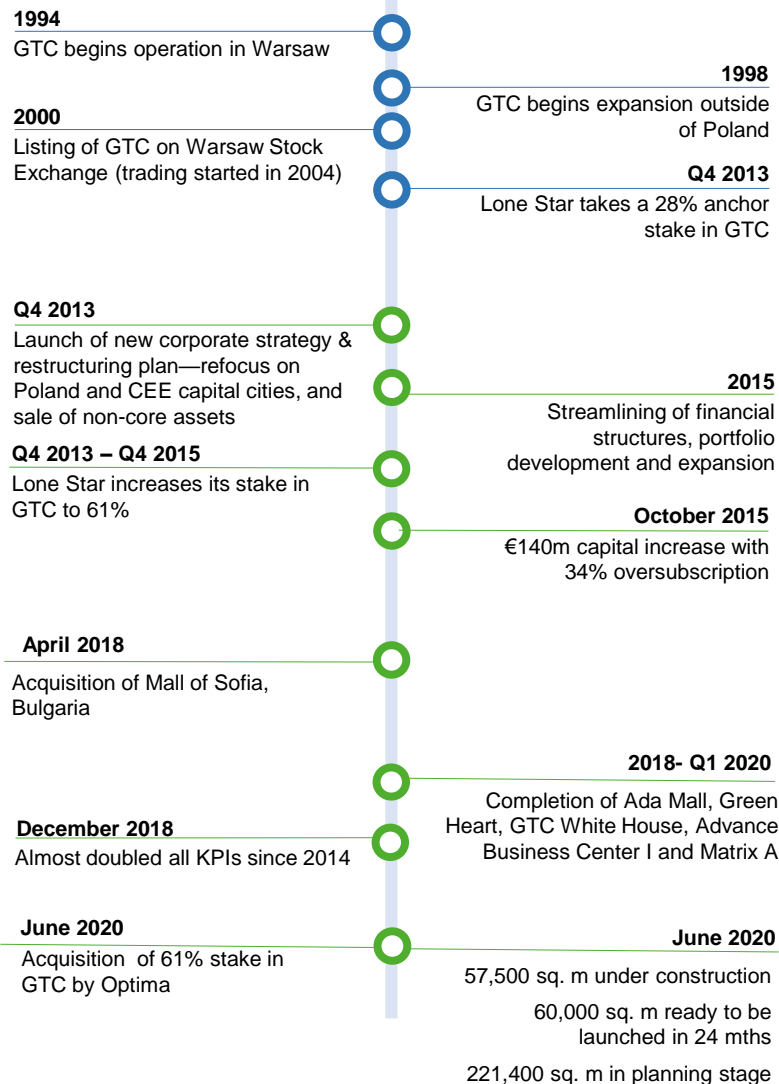 1994
GTC begins operation in Warsaw
1998
GTC begins expansion outside
of Poland
2000
Listing of GTC on Warsaw Stock
Exchange (trading started in 2004)
Q4 2013
Lone Star takes a 28% anchor
stake in GTC
Q4 2013
Launch of new corporate strategy &
restructuring plan—refocus on
Poland and CEE capital cities, and
sale of non-core assets
2015
Streamlining of financial
structures, portfolio
development and expansion
Q4 2013 – Q4 2015
Lone Star increases its stake in
GTC to 61%
October 2015
€140m capital increase with
34% oversubscription
April 2018
Acquisition of Mall of Sofia,
Bulgaria
2018- Q1 2020
Completion of Ada Mall, Green
Heart, GTC White House, Advance
Business Center I and Matrix A
December 2018
Almost doubled all KPIs since 2014
June 2020
Acquisition of 61% stake in
GTC by Optima
June 2020
57,500 sq. m under construction
60,000 sq. m ready to be
launched in 24 mths
221,400 sq. m in planning stage